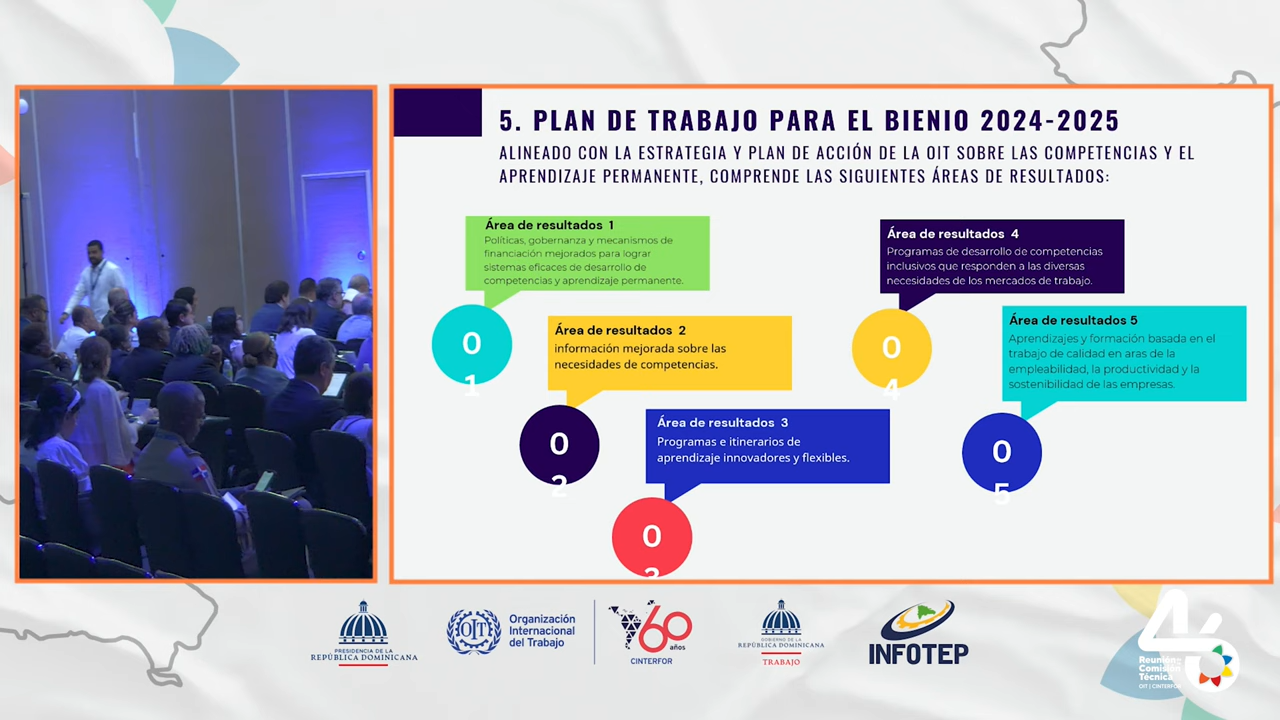 5. PLAN DE TRABAJO PARA EL BIENIO 2024-2025
ALINEADO CON LA ESTRATEGIA Y PLAN DE ACCIÓN DE LA OIT SOBRE LAS COMPETENCIAS Y EL
APRENDIZAJE PERMANENTE, COMPRENDE LAS SIGUIENTES ÁREAS DE RESULTADOS:
Área de resultados 1
Políticas, gobernanza y mecanismos de
financiación mejorados para lograr
sistemas eficaces de desarrollo de
competencias y aprendizaje permanente.
0
1
Área de resultados 2
información mejorada sobre las
necesidades de competencias.
0
2
Área de resultados 3
Programas e itinerarios de
aprendizaje innovadores y flexibles.
0
3
Área de resultados 4
Programas de desarrollo de competencias
inclusivos que responden a las diversas
necesidades de los mercados de trabajo.
0
4
Área de resultados 5
Aprendizajes y formación basada en el
trabajo de calidad en aras de la
empleabilidad, la productividad y la
sostenibilidad de las empresas.
0
5
PRESIDENCIA DE LA
REPÚBLICA DOMINICANA
OIT
Organización
Internacional
del Trabajo
60
años
CINTERFOR
GOBIERNO DE LA
REPÚBLICA DOMINICANA
TRABAJO
INFOTEP
46
Reunión
Comisión
Técnica
OIT | CINTERFOR